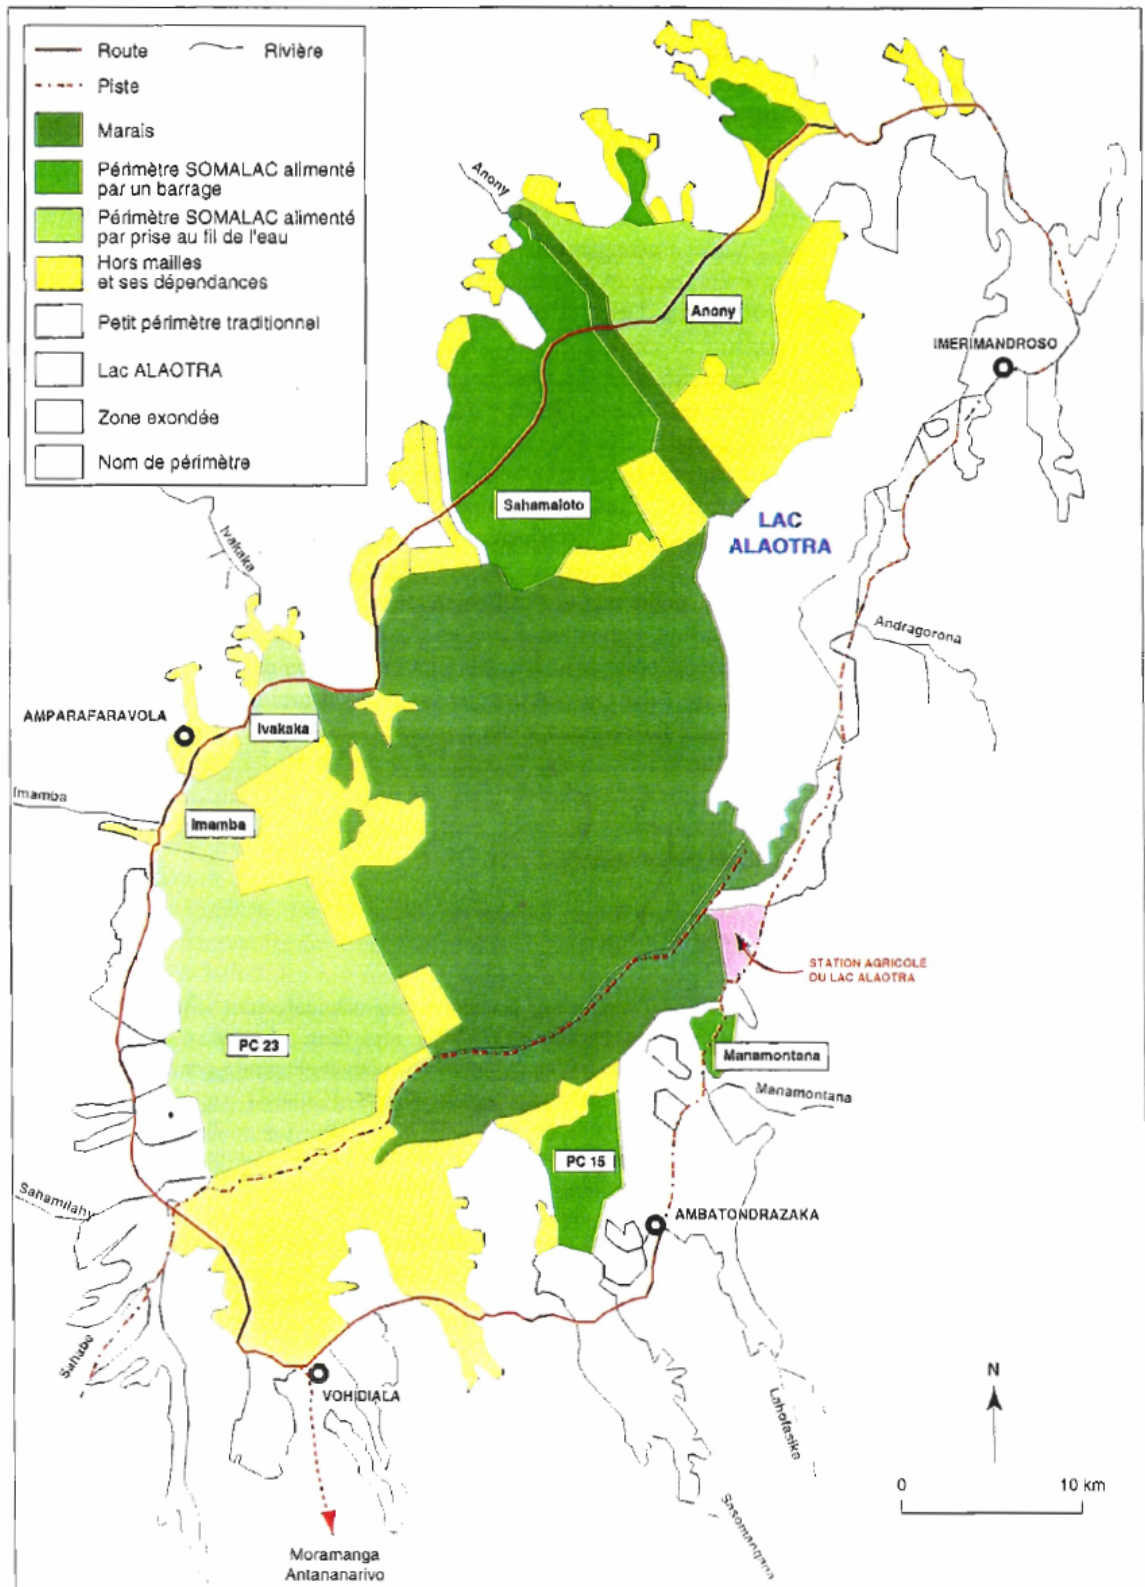 Route
Rivière
Piste
Marais
Périmètre SOMALAC alimenté
par un barrage
Périmètre SOMALAC alimenté
par prise au fil de l'eau
Hors mailles
et ses dépendances
Petit périmètre traditionnel
Lac ALAOTRA
Zone exondée
Nom de périmètre
Anony
Anony
IMERIMANDROSO
Sahamaloto
LAC
ALAOTRA
Ivakaka
Andragorona
AMPARAFARAVOLA
Ivakaka
Imamba
Imamba
STATION AGRICOLE
DU LAC ALAOTRA
PC 23
Manamontana
Manamontana
PC 15
Sahamilahy
AMBATONDRAZAKA
Sahabe
VOHIDIALA
Lahofasika
Sasomangana
N
0
10 km
Moramanga
Antananarivo